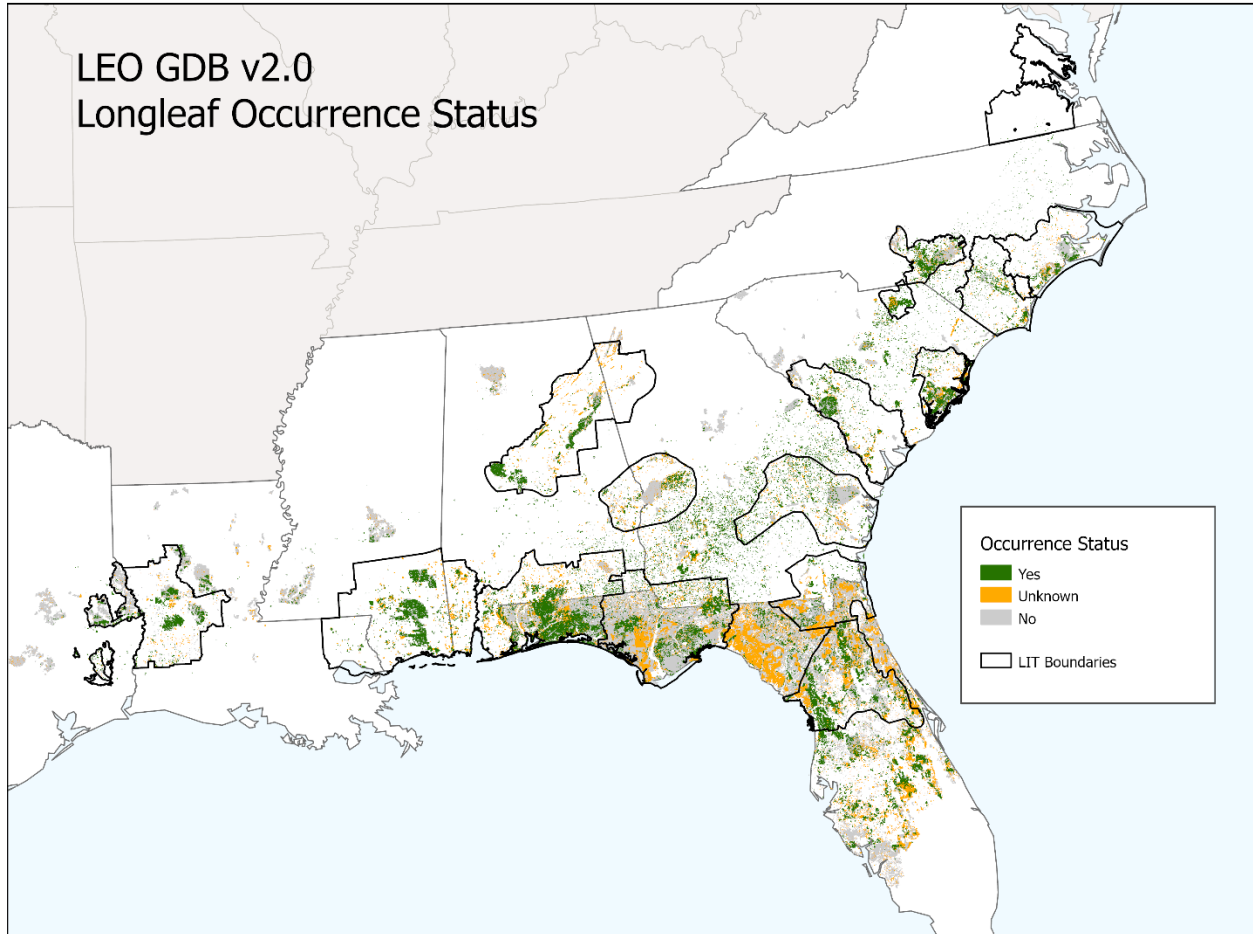 LEO GDB v2.0
Longleaf Occurrence Status
Occurrence Status
Yes
Unknown
No
LIT Boundaries